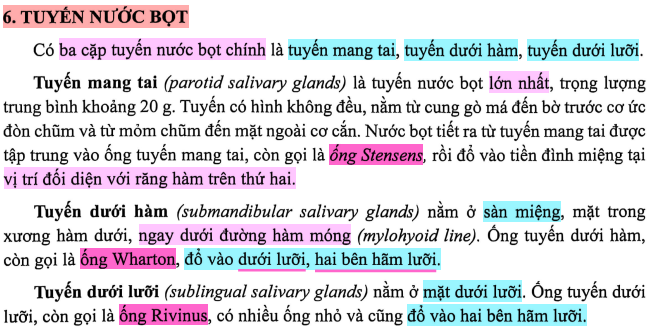 6. TUYẾN NƯỚC BỌT
Có ba cặp tuyến nước bọt chính là tuyến mang tai, tuyến dưới hàm, tuyến dưới lưỡi.
Tuyến mang tai (parotid salivary glands) là tuyến nước bọt lớn nhất, trọng lượng
trung bình khoảng 20 g. Tuyến có hình không đều, nằm từ cung gò má đến bờ trước cơ ức
đòn chũm và từ mỏm chũm đến mặt ngoài cơ cắn. Nước bọt tiết ra từ tuyến mang tai được
tập trung vào ống tuyến mang tai, còn gọi là ống Stensens, rồi đổ vào tiền đình miệng tại
vị trí đối diện với răng hàm trên thứ hai.
Tuyến dưới hàm (submandibular salivary glands) nằm ở sàn miệng, mặt trong
xương hàm dưới, ngay dưới đường hàm móng (mylohyoid line). Ống tuyến dưới hàm,
còn gọi là ống Wharton, đổ vào dưới lưỡi, hai bên hãm lưỡi.
Tuyến dưới lưỡi (sublingual salivary glands) nằm ở mặt dưới lưỡi. Ống tuyến dưới
lưỡi, còn gọi là ống Rivinus, có nhiều ống nhỏ và cũng đổ vào hai bên hãm lưỡi.